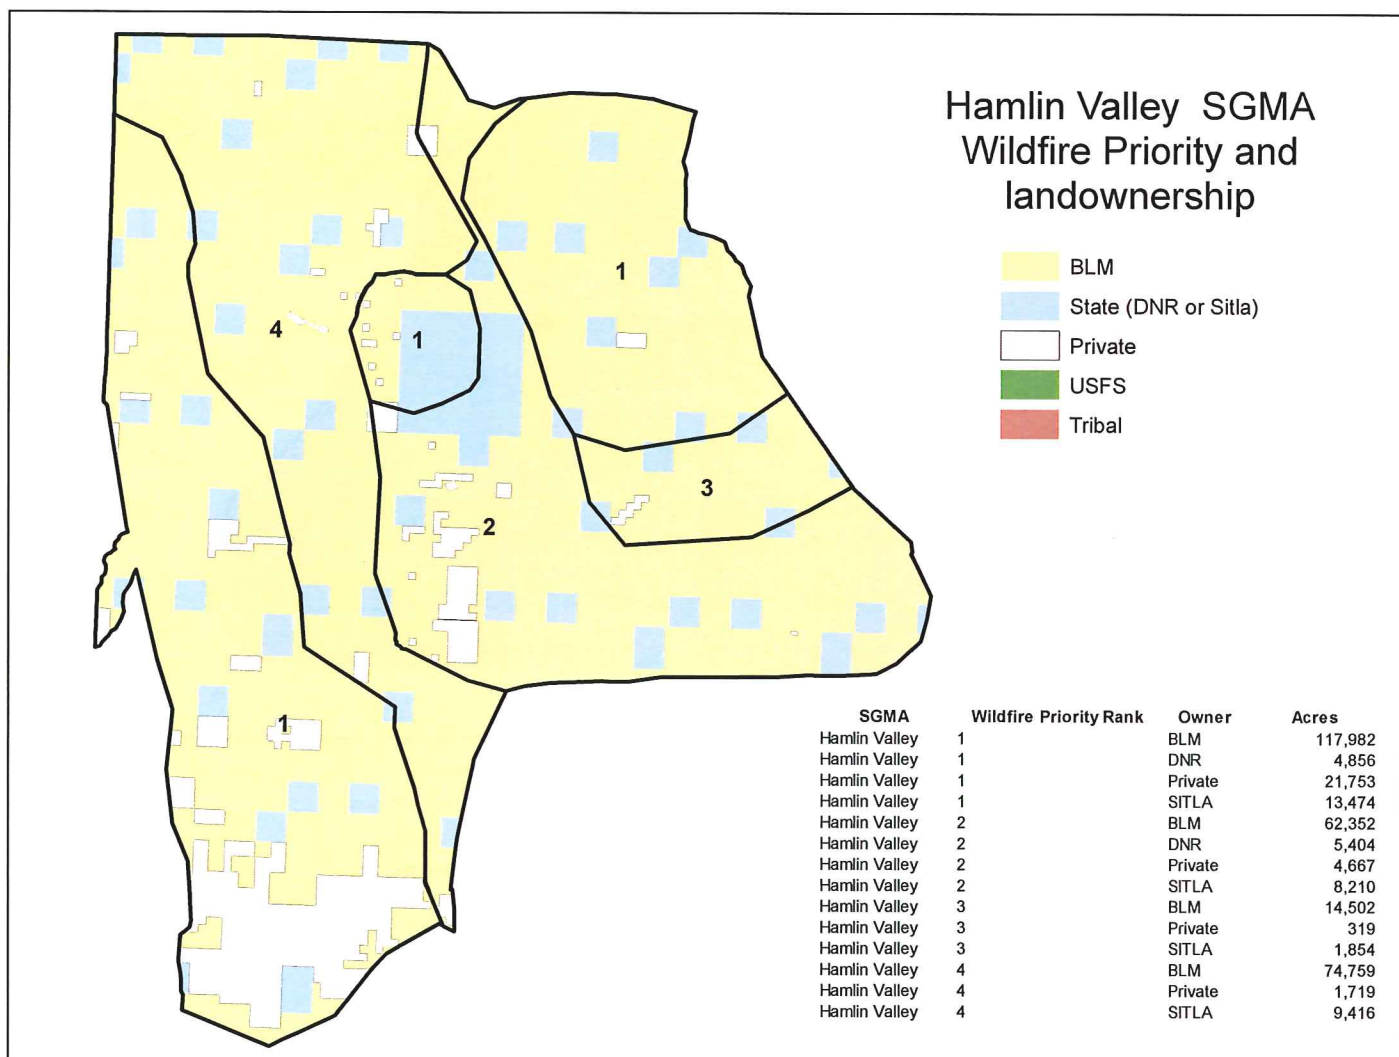 Hamlin Valley SGMA
Wildfire Priority and
landownership
BLM
State (DNR or Sitla)
Private
USFS
Tribal
1
4
1
3
2
1
SGMA Wildfire Priority Rank Owner Acres
Hamlin Valley 1 BLM 117,982
Hamlin Valley 1 DNR 4,856
Hamlin Valley 1 Private 21,753
Hamlin Valley 1 SITLA 13,474
Hamlin Valley 2 BLM 62,352
Hamlin Valley 2 DNR 5,404
Hamlin Valley 2 Private 4,667
Hamlin Valley 2 SITLA 8,210
Hamlin Valley 3 BLM 14,502
Hamlin Valley 3 Private 319
Hamlin Valley 3 SITLA 1,854
Hamlin Valley 4 BLM 74,759
Hamlin Valley 4 Private 1,719
Hamlin Valley 4 SITLA 9,416